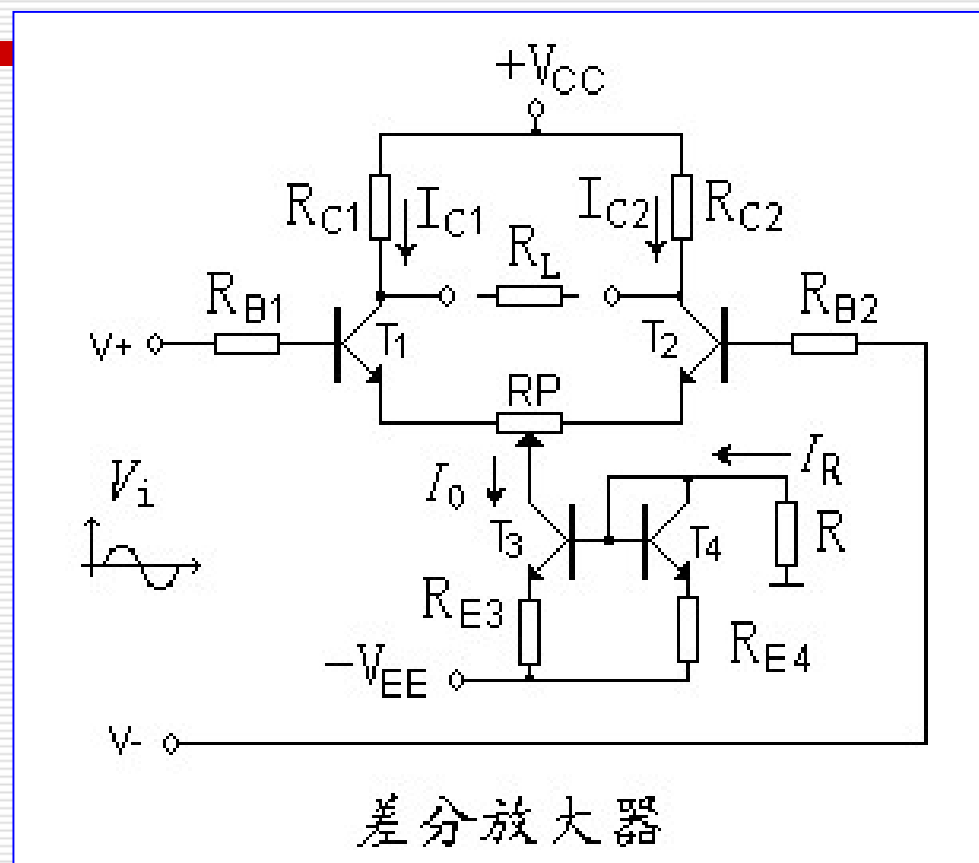 +VCC
RC1 IC1 IC2 RC2
RL
RB1 RB2
V+ T1 T2
RP
Vi I0 IR
T3 T4 R
RE3 RE4
-VEE
V-
差分放大器